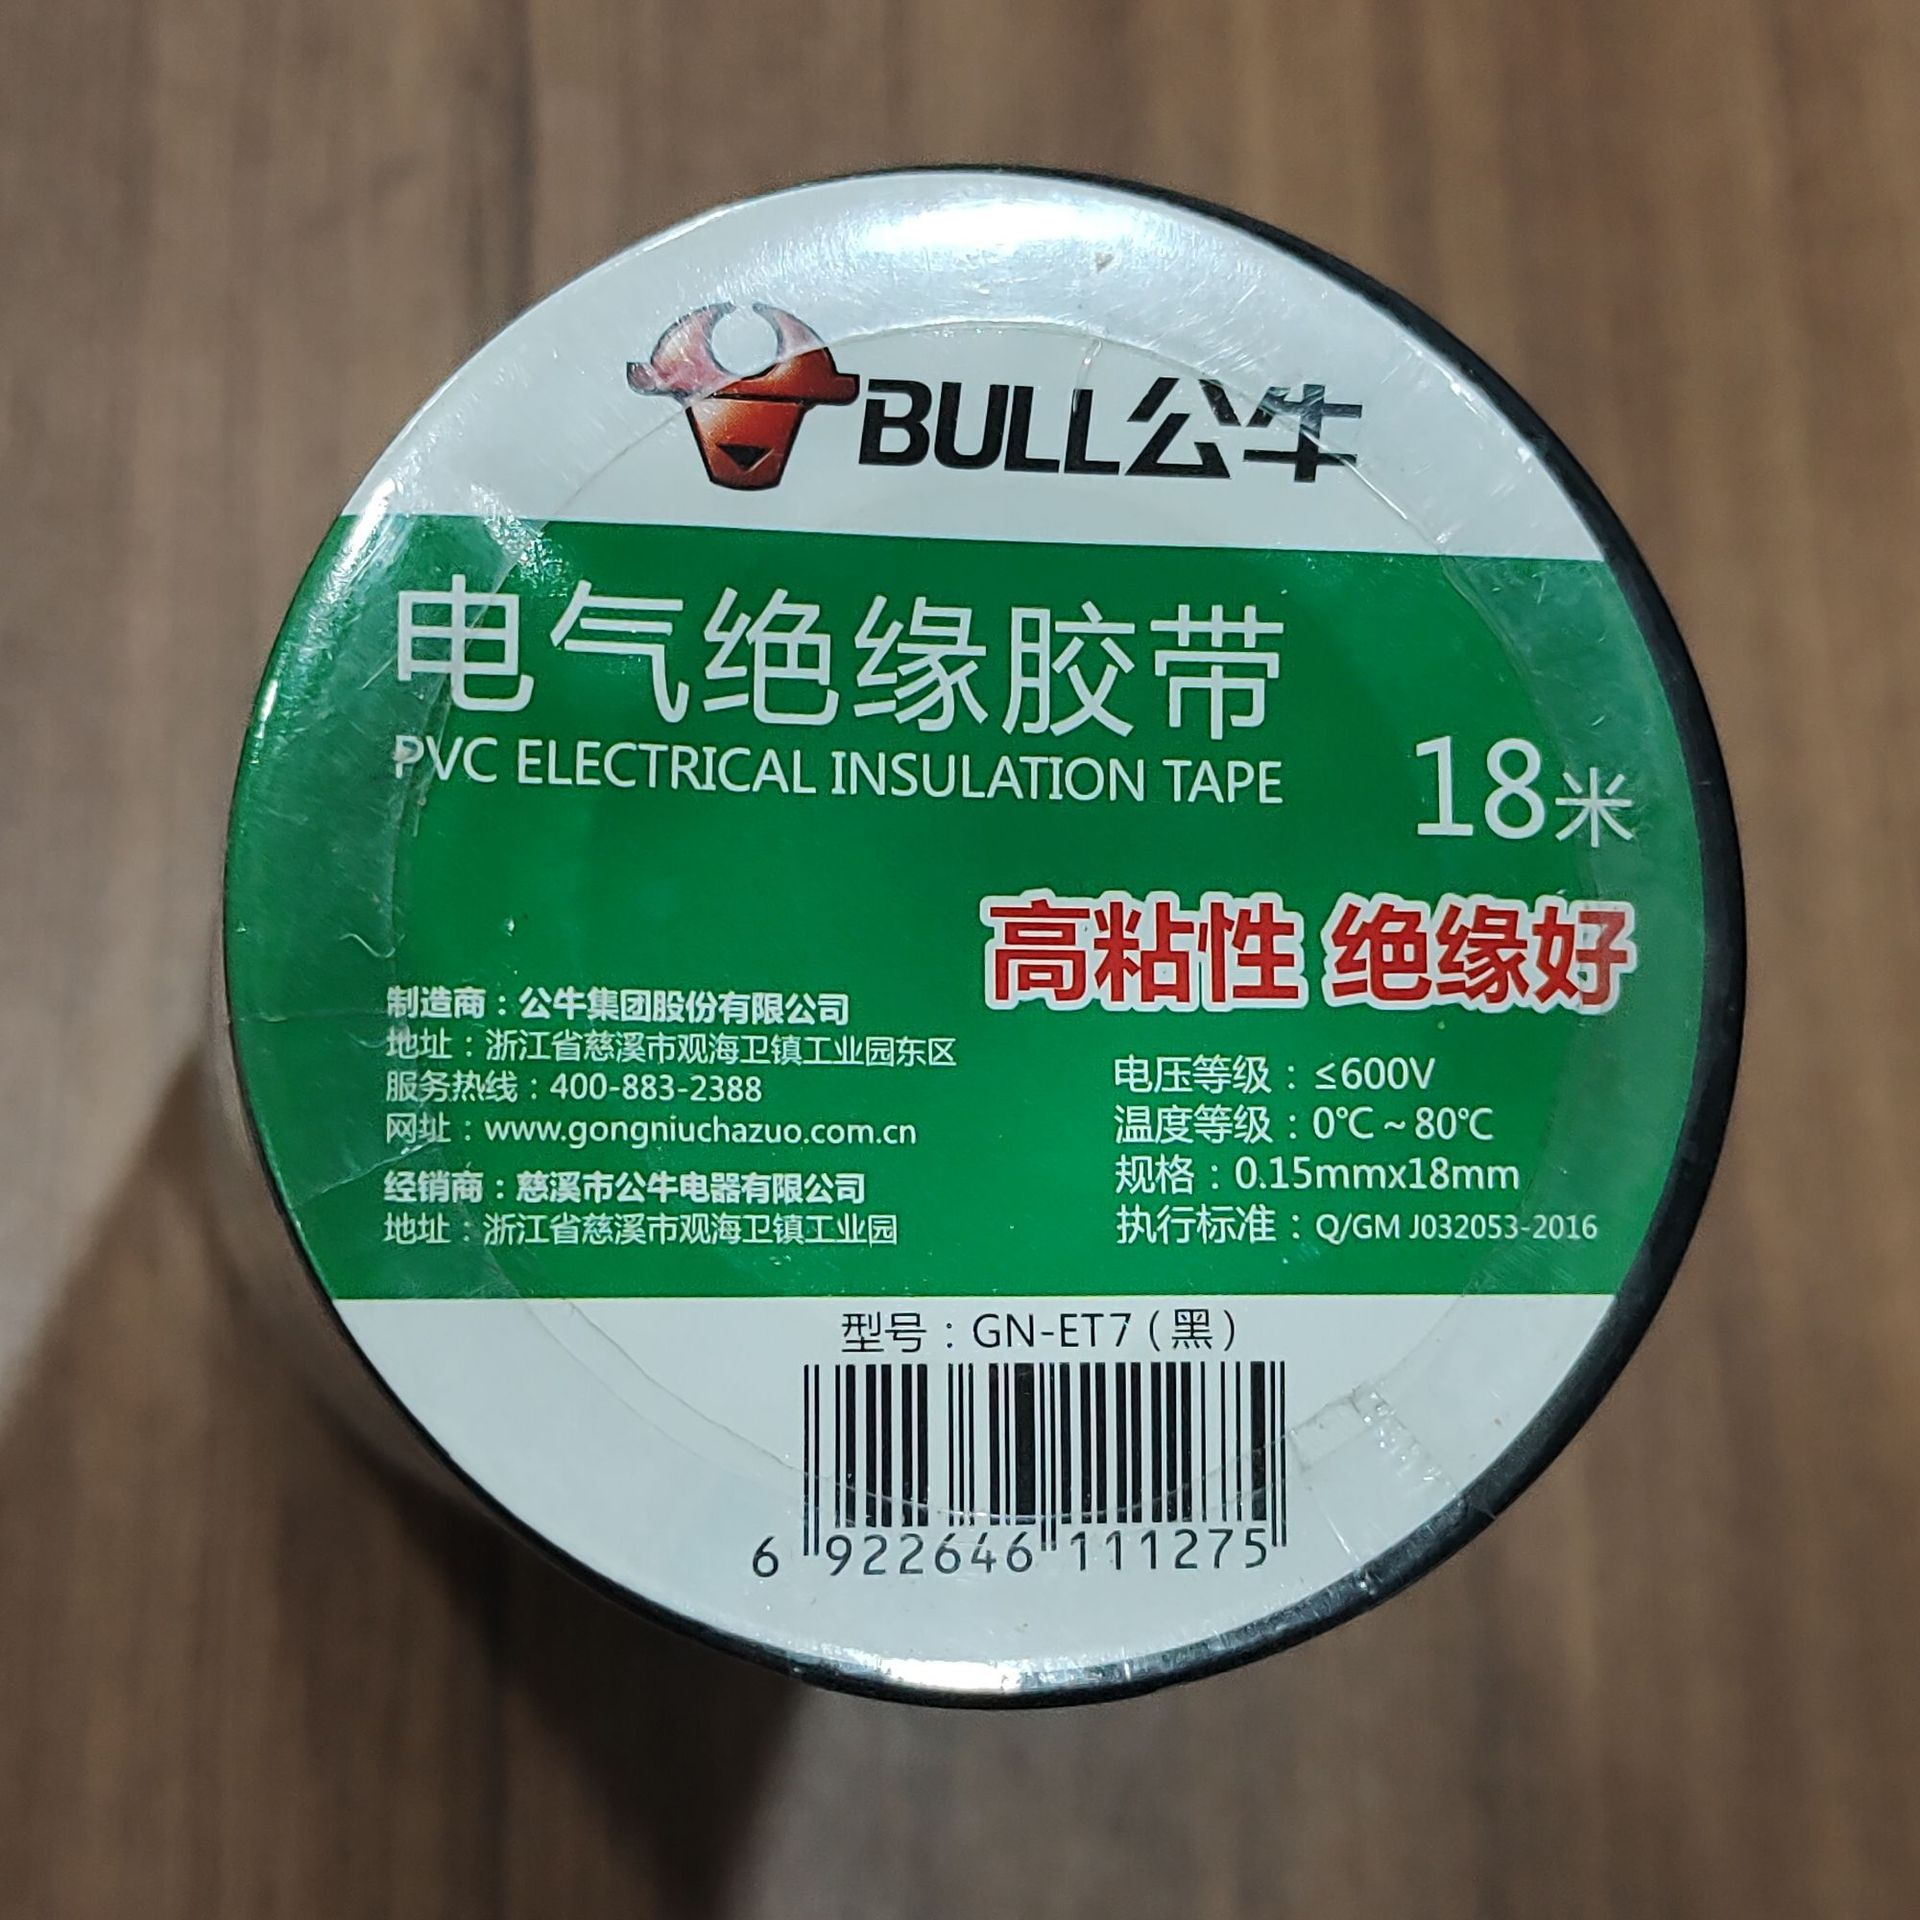 BULL公牛
电气绝缘胶带
PVC ELECTRICAL INSULATION TAPE
18米
高粘性 绝缘好
制造商：公牛集团股份有限公司
地址：浙江省慈溪市观海卫镇工业园东区
服务热线：400-883-2388
网址：www.gongniuchazuo.com.cn
经销商：慈溪市公牛电器有限公司
地址：浙江省慈溪市观海卫镇工业园
电压等级：≤600V
温度等级：0℃~80℃
规格：0.15mmx18mm
执行标准：Q/GM J032053-2016
型号：GN-ET7（黑）
6 922646 111275